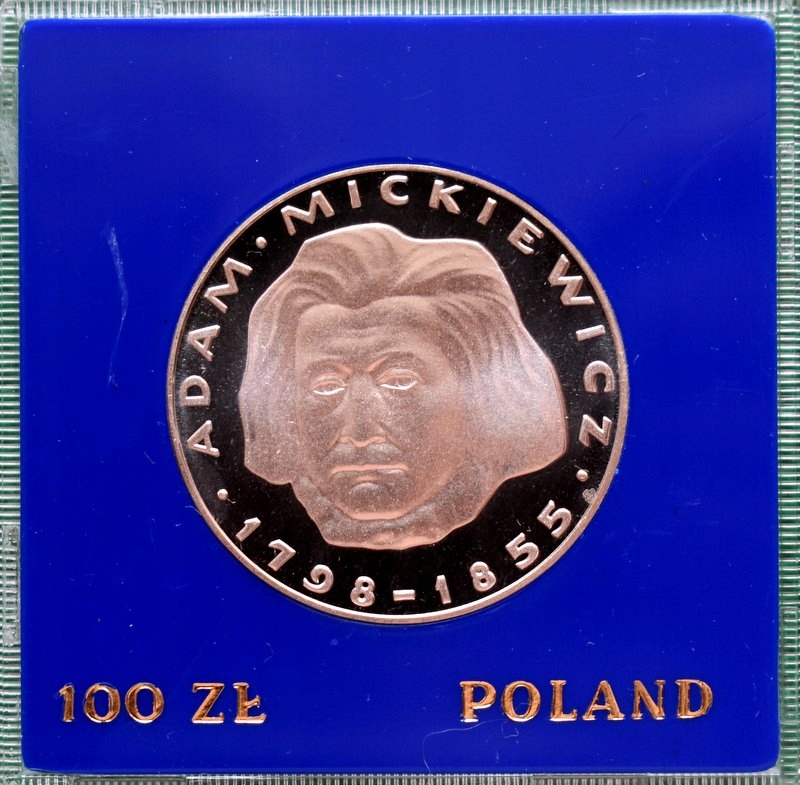 ADAM · MICKIEWICZ ·
1798-1855 ·
100 ZŁ
POLAND